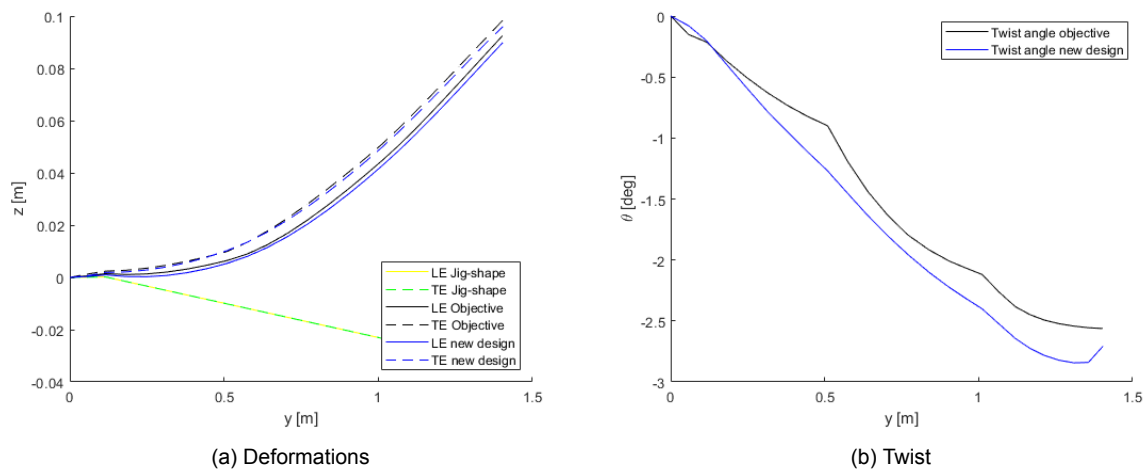 0.1
0.08
0.06
0.04
0.02
0
-0.02
-0.04
z [m]
0
0.5
1
1.5
y [m]
LE Jig-shape
TE Jig-shape
LE Objective
TE Objective
LE new design
TE new design
(a) Deformations
0
-0.5
-1
-1.5
-2
-2.5
-3
θ [deg]
0
0.5
1
1.5
y [m]
Twist angle objective
Twist angle new design
(b) Twist